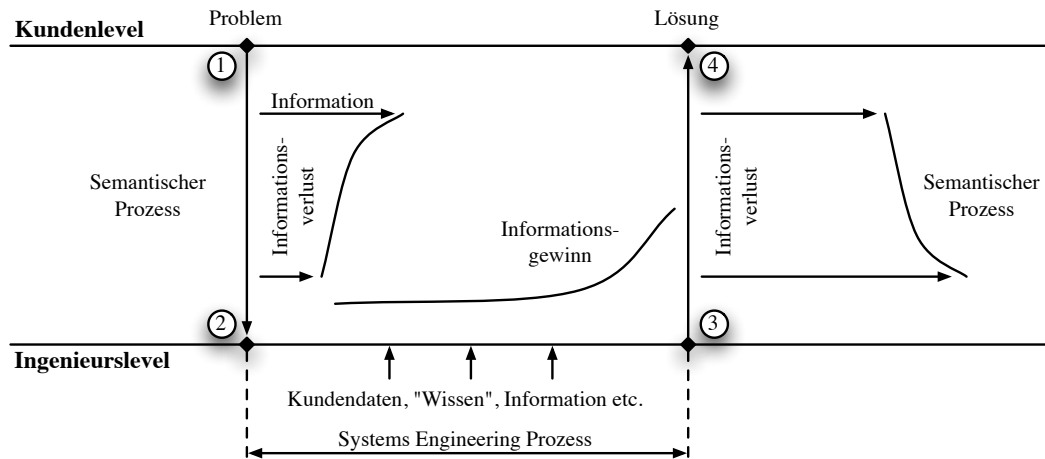 Problem
Lösung
Kundenlevel
1
4
Information
Informations-
verlust
Semantischer
Prozess
Informations-
gewinn
Informations-
verlust
Semantischer
Prozess
2
3
Ingenieurslevel
Kundendaten, "Wissen", Information etc.
Systems Engineering Prozess